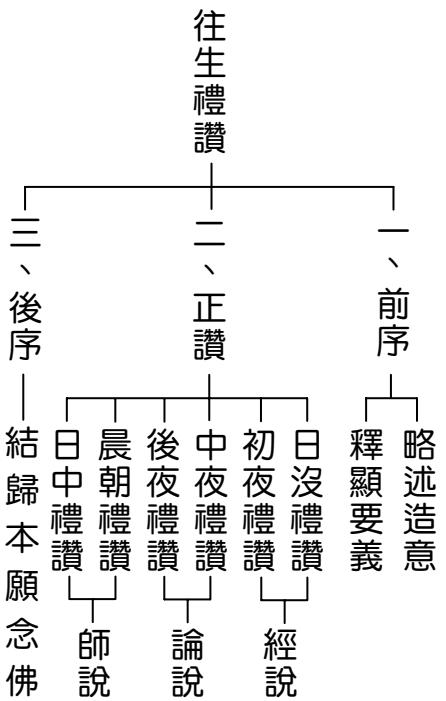 往生禮讚
一、前序
略述造意
釋顯要義
二、正讚
日沒禮讚
初夜禮讚
經說
中夜禮讚
後夜禮讚
論說
晨朝禮讚
日中禮讚
師說
三、後序
結歸本願念佛